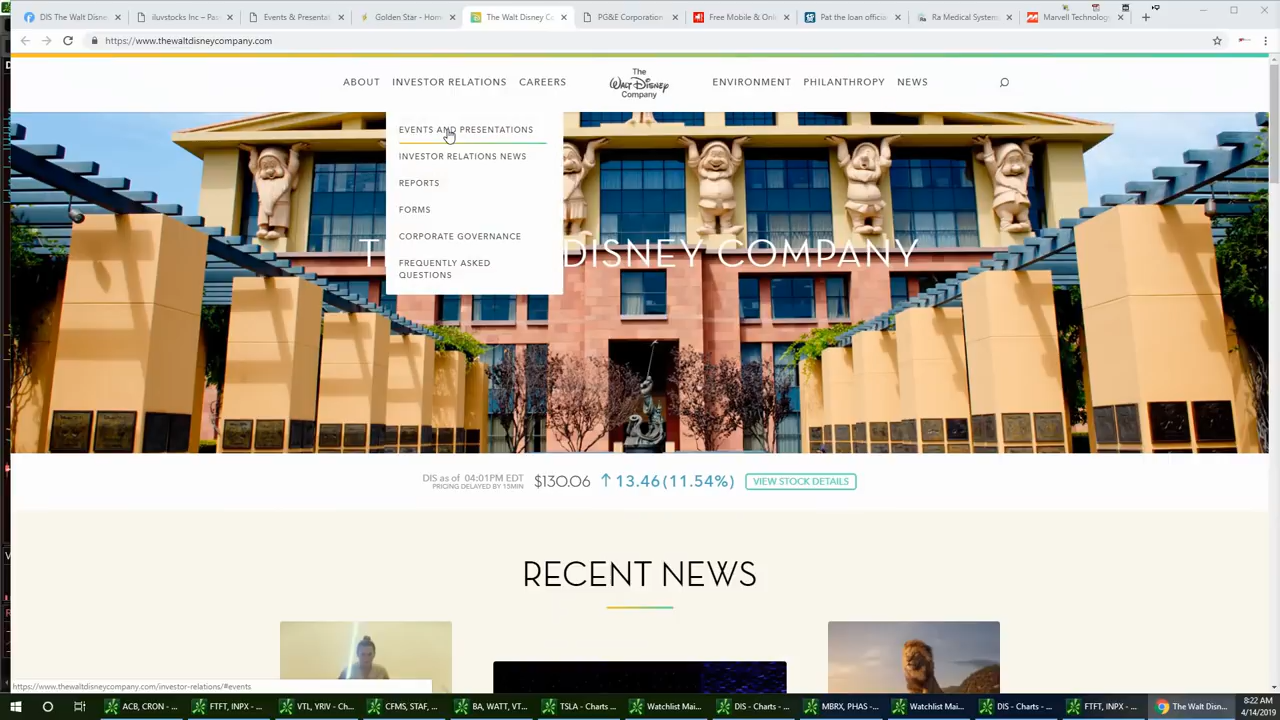 DIS The Walt Disne
iluvstocks Inc – Pas
Events & Presentat
Golden Star - Hom
The Walt Disney Co
PG&E Corporation
Free Mobile & Onl
Pat the loan offici
Ra Medical System
Marvell Technolog
https://www.thewaltdisneycompany.com
ABOUT
INVESTOR RELATIONS
CAREERS
The
Walt Disney
Company
ENVIRONMENT
PHILANTHROPY
NEWS
EVENTS AND PRESENTATIONS
INVESTOR RELATIONS NEWS
REPORTS
FORMS
CORPORATE GOVERNANCE
FREQUENTLY ASKED
QUESTIONS
T DISNEY COMPANY
DIS as of 04:01PM EDT
PRICING DELAYED BY 15MIN
$130.06
13.46 (11.54%)
VIEW STOCK DETAILS
RECENT NEWS
https://www.thewaltdisneycompany.com/investor-relations/#events
ACB, CRON - ...
FTFT, INPX - ...
VTL, YRIV - Ch...
CFMS, STAF, ...
BA, WATT, VT...
TSLA - Charts ...
Watchlist Mai...
DIS - Charts - ...
MBRX, PHAS - ...
Watchlist Mai...
DIS - Charts - ...
FTFT, INPX - ...
The Walt Disn...
8:22 AM
4/14/2019